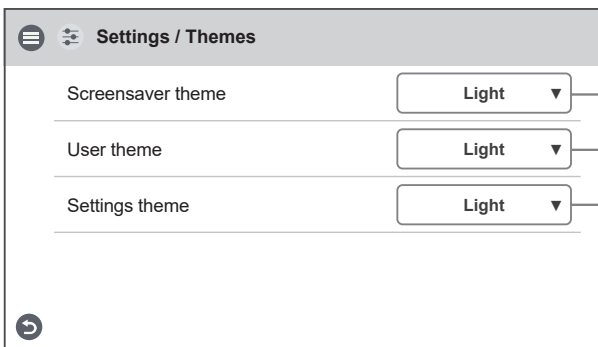 Settings / Themes
Screensaver theme Light ▼
User theme Light ▼
Settings theme Light ▼